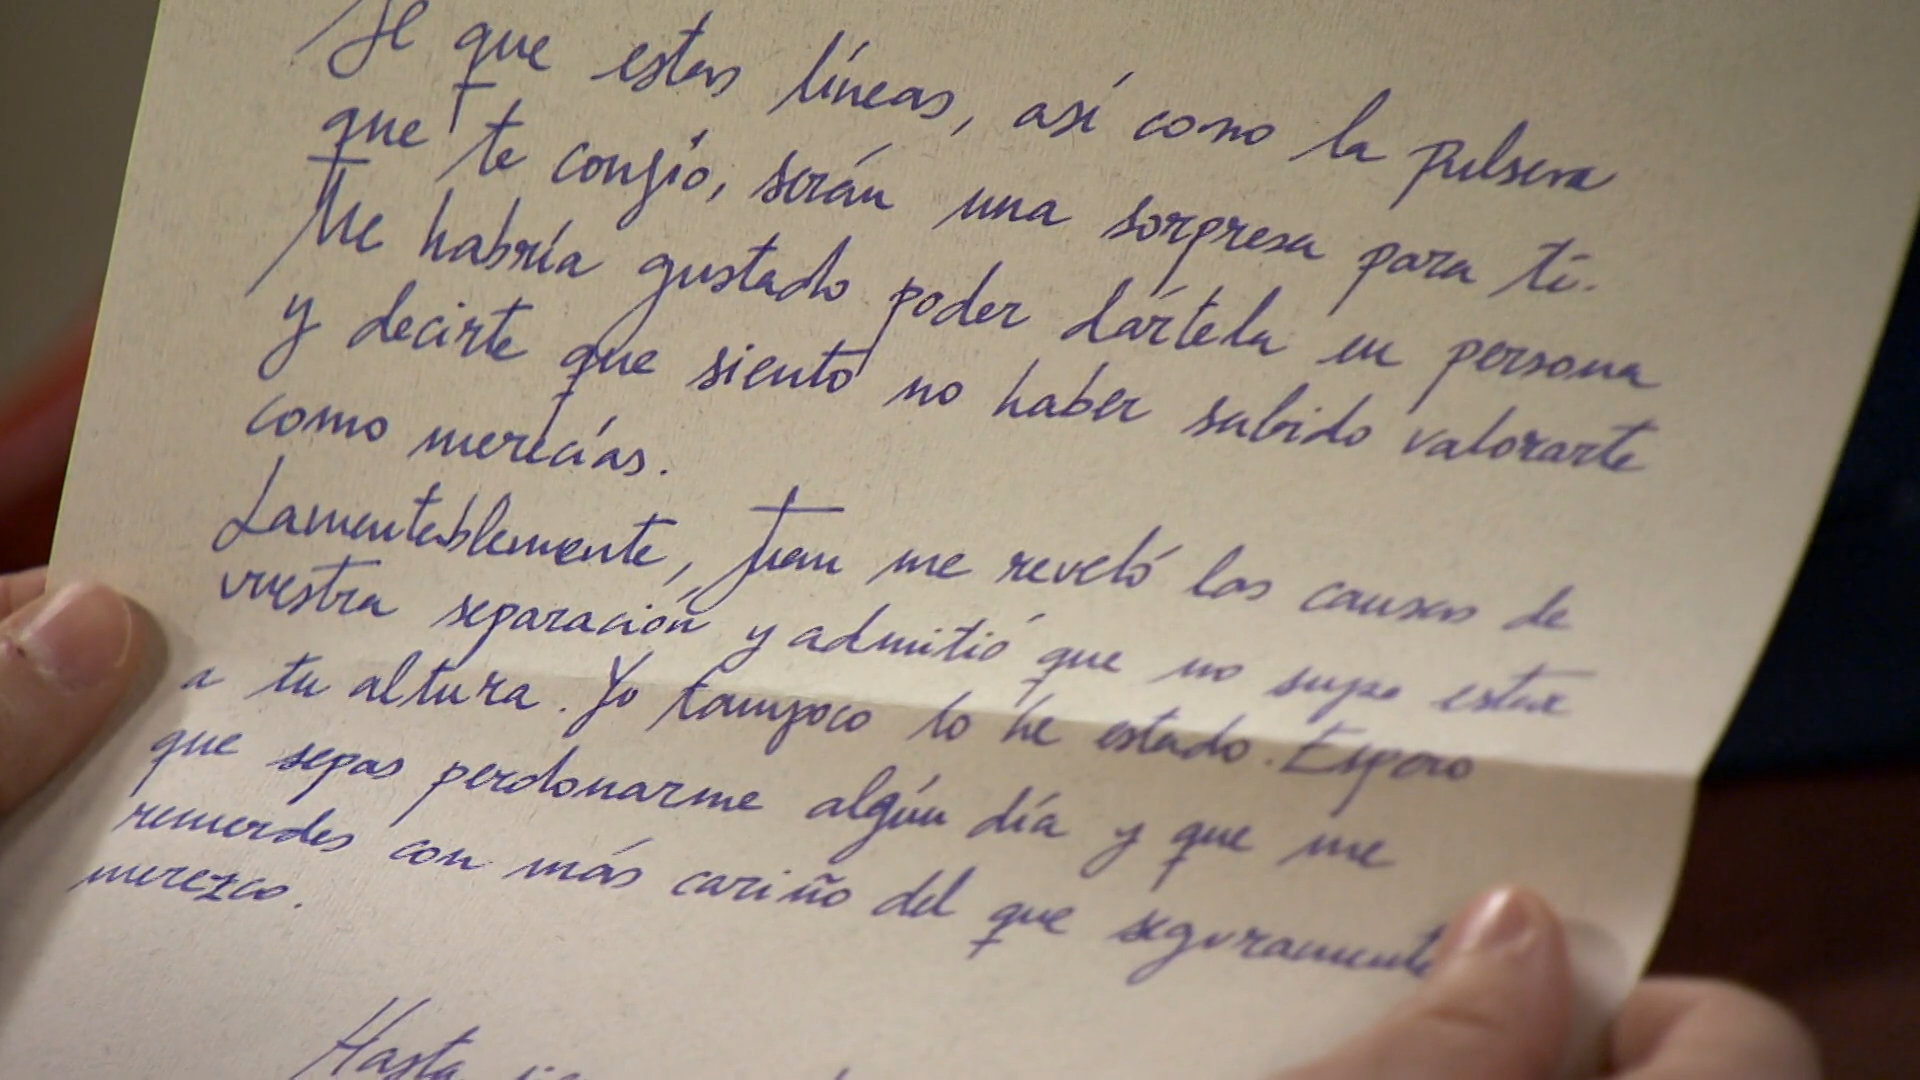 Sé que estas líneas, así como la pulsera
que te confío, serán una sorpresa para ti.
Me habría gustado poder dártela en persona
y decirte que siento no haber sabido valorarte
como merecías.
Lamentablemente, Juan me reveló las causas de
vuestra separación y admitió que no supo estar
a tu altura. Yo tampoco lo he estado. Espero
que sepas perdonarme algún día y que me
recuerdes con más cariño del que seguramente
merezco.
Hasta